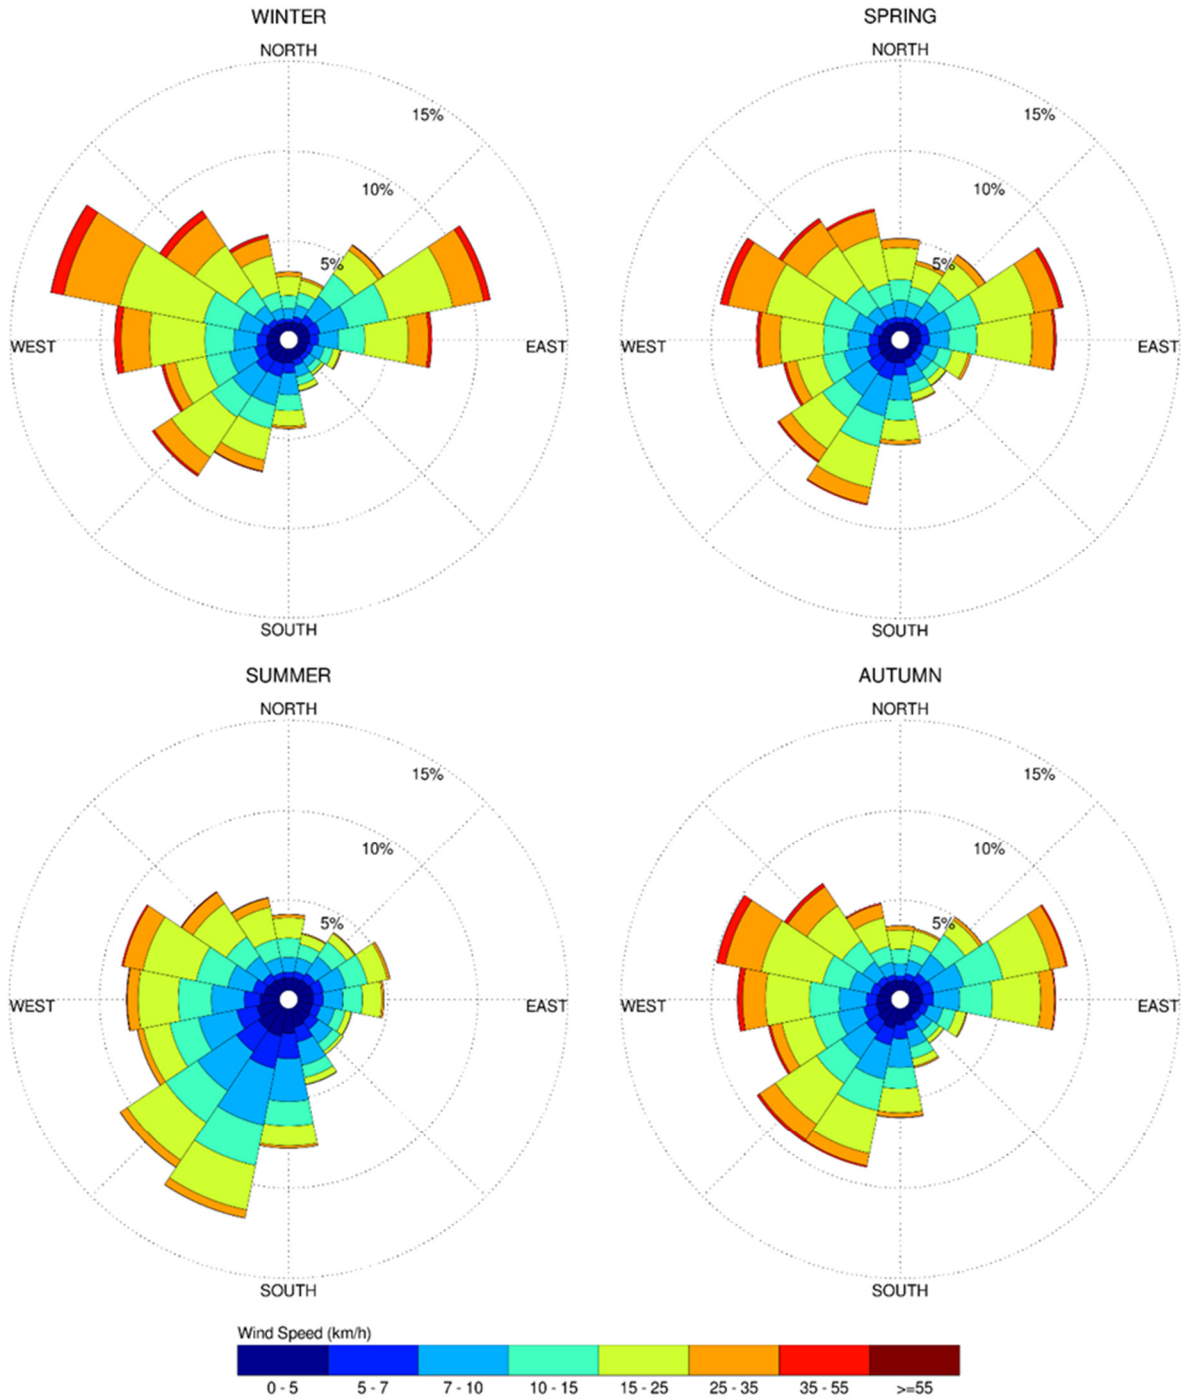 WINTER
NORTH
15%
10%
5%
WEST
EAST
SOUTH
SPRING
NORTH
15%
10%
5%
WEST
EAST
SOUTH
SUMMER
NORTH
15%
10%
5%
WEST
EAST
SOUTH
AUTUMN
NORTH
15%
10%
5%
WEST
EAST
SOUTH
Wind Speed (km/h)
0 - 5 5 - 7 7 - 10 10 - 15 15 - 25 25 - 35 35 - 55 >=55